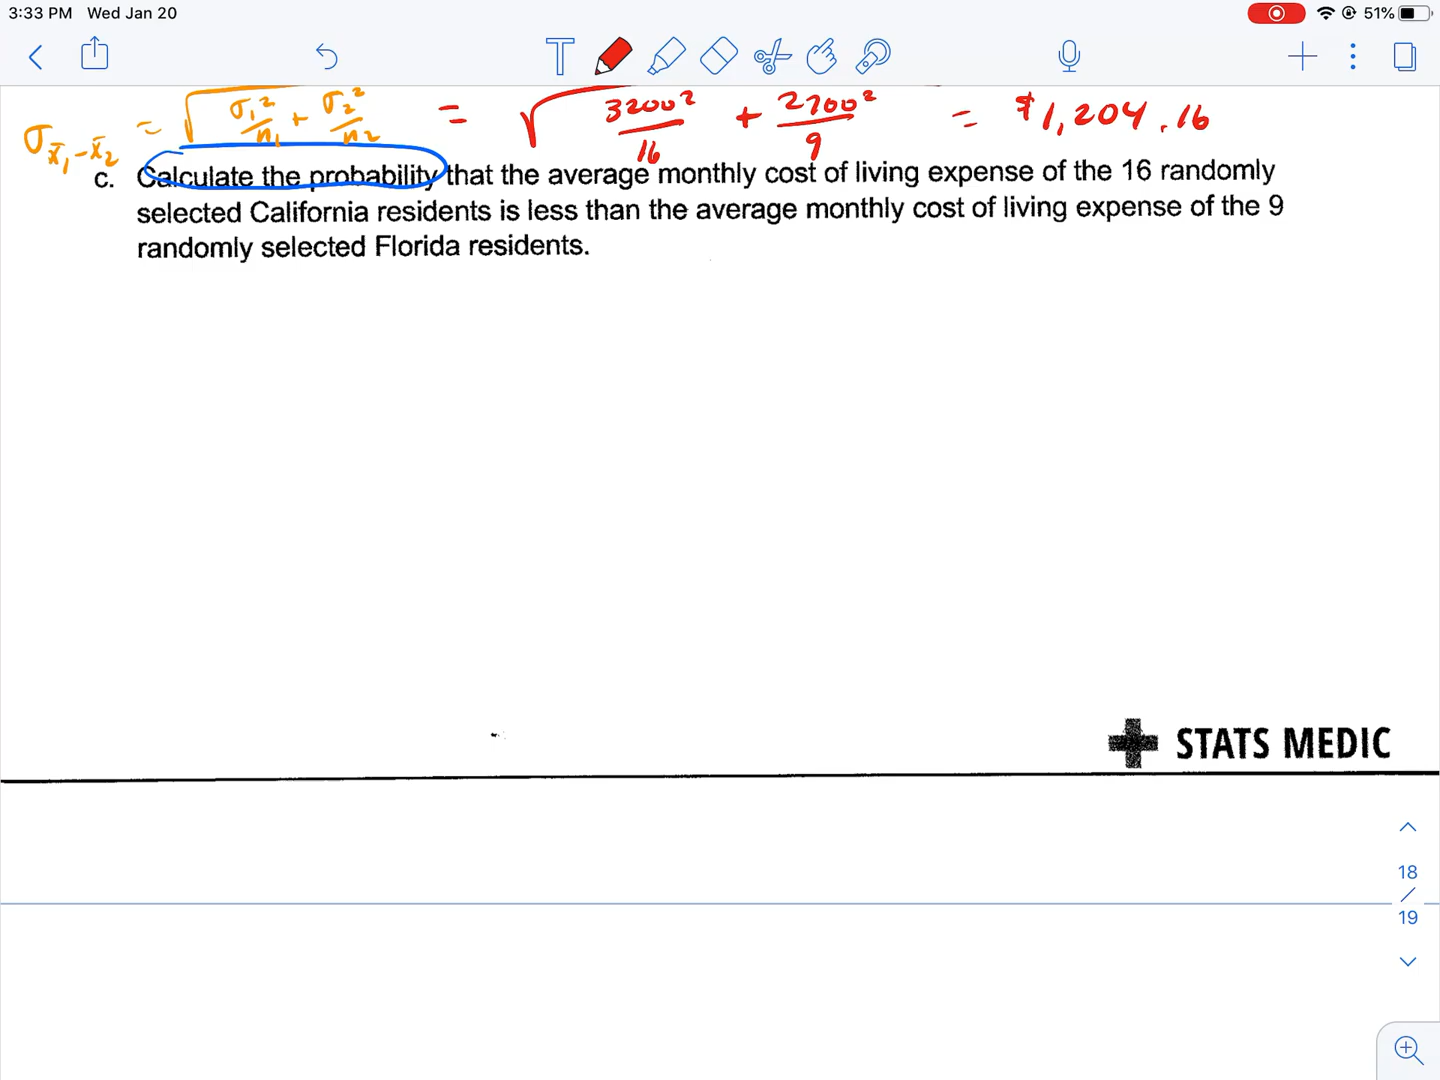 3:33 PM Wed Jan 20
51%
σx̄₁-x̄₂ = √σ₁²/n₁ + σ₂²/n₂ = √3200²/16 + 2700²/9 = $1,204.16
c. Calculate the probability that the average monthly cost of living expense of the 16 randomly
selected California residents is less than the average monthly cost of living expense of the 9
randomly selected Florida residents.
STATS MEDIC
18
/
19